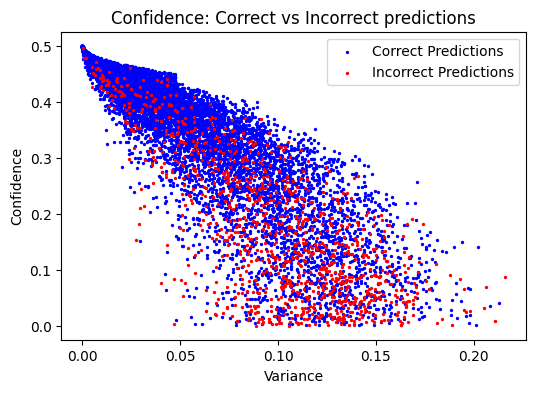 Confidence: Correct vs Incorrect predictions
Correct Predictions
Incorrect Predictions
0.5
0.4
0.3
0.2
0.1
0.0
Confidence
0.00
0.05
0.10
0.15
0.20
Variance